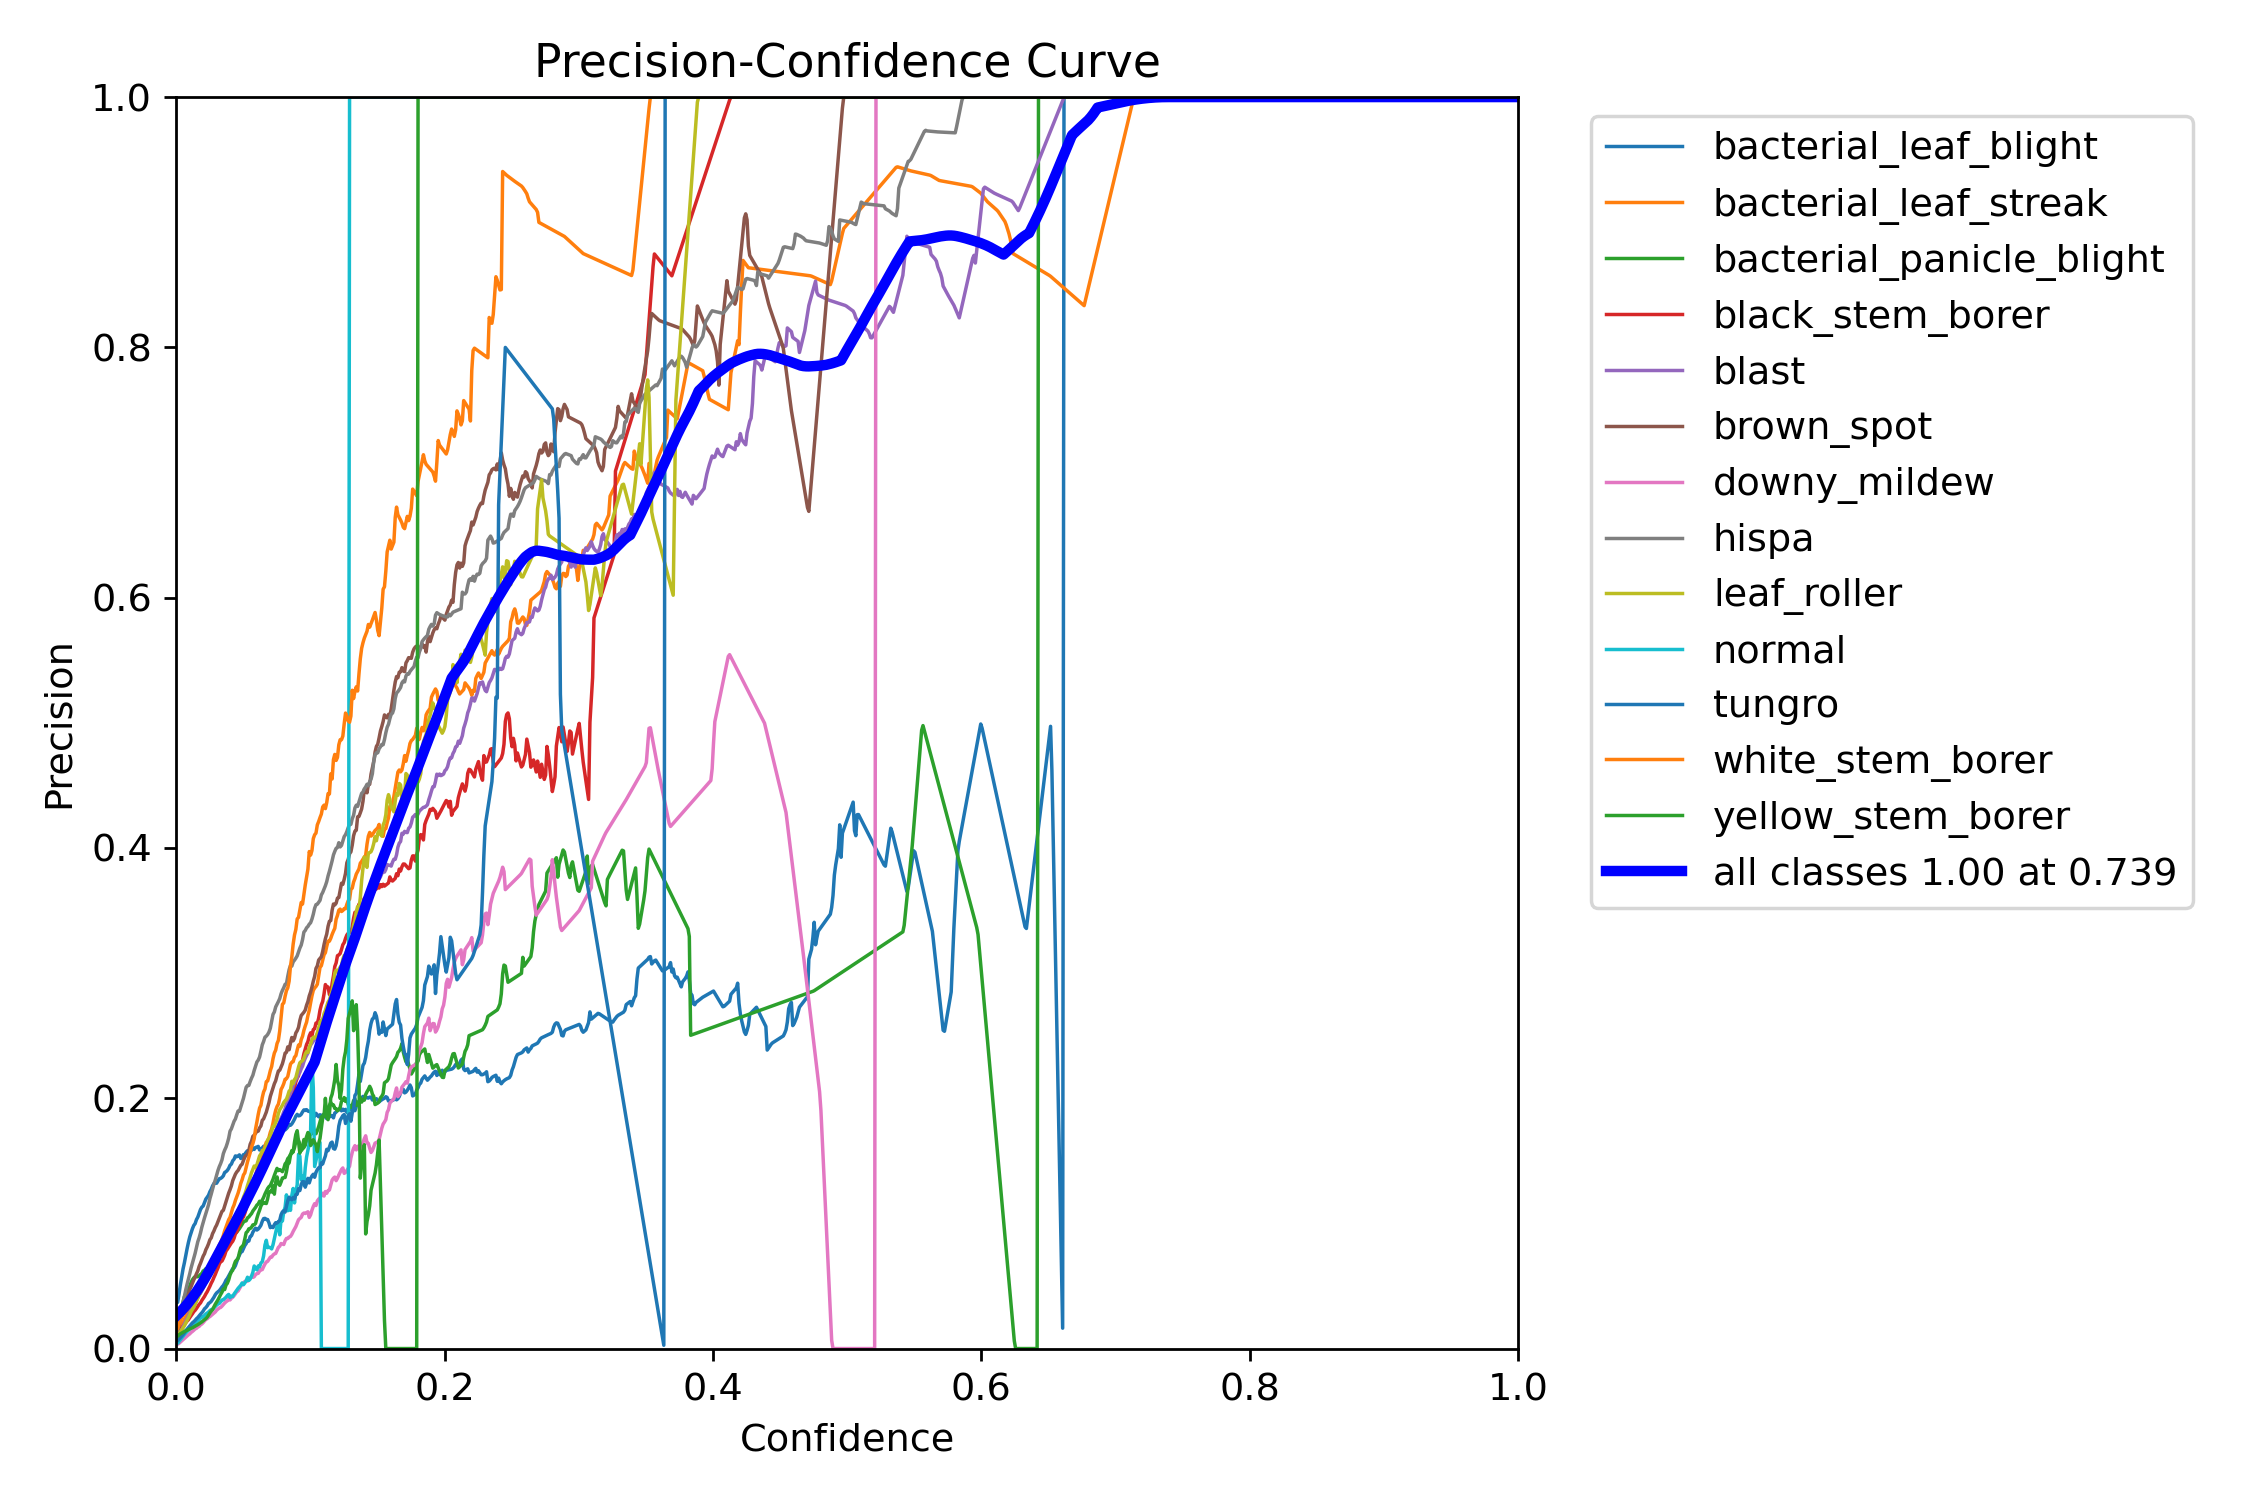 Precision-Confidence Curve
1.0
0.8
0.6
0.4
0.2
0.0
Precision
0.0 0.2 0.4 0.6 0.8 1.0
Confidence
bacterial_leaf_blight
bacterial_leaf_streak
bacterial_panicle_blight
black_stem_borer
blast
brown_spot
downy_mildew
hispa
leaf_roller
normal
tungro
white_stem_borer
yellow_stem_borer
all classes 1.00 at 0.739